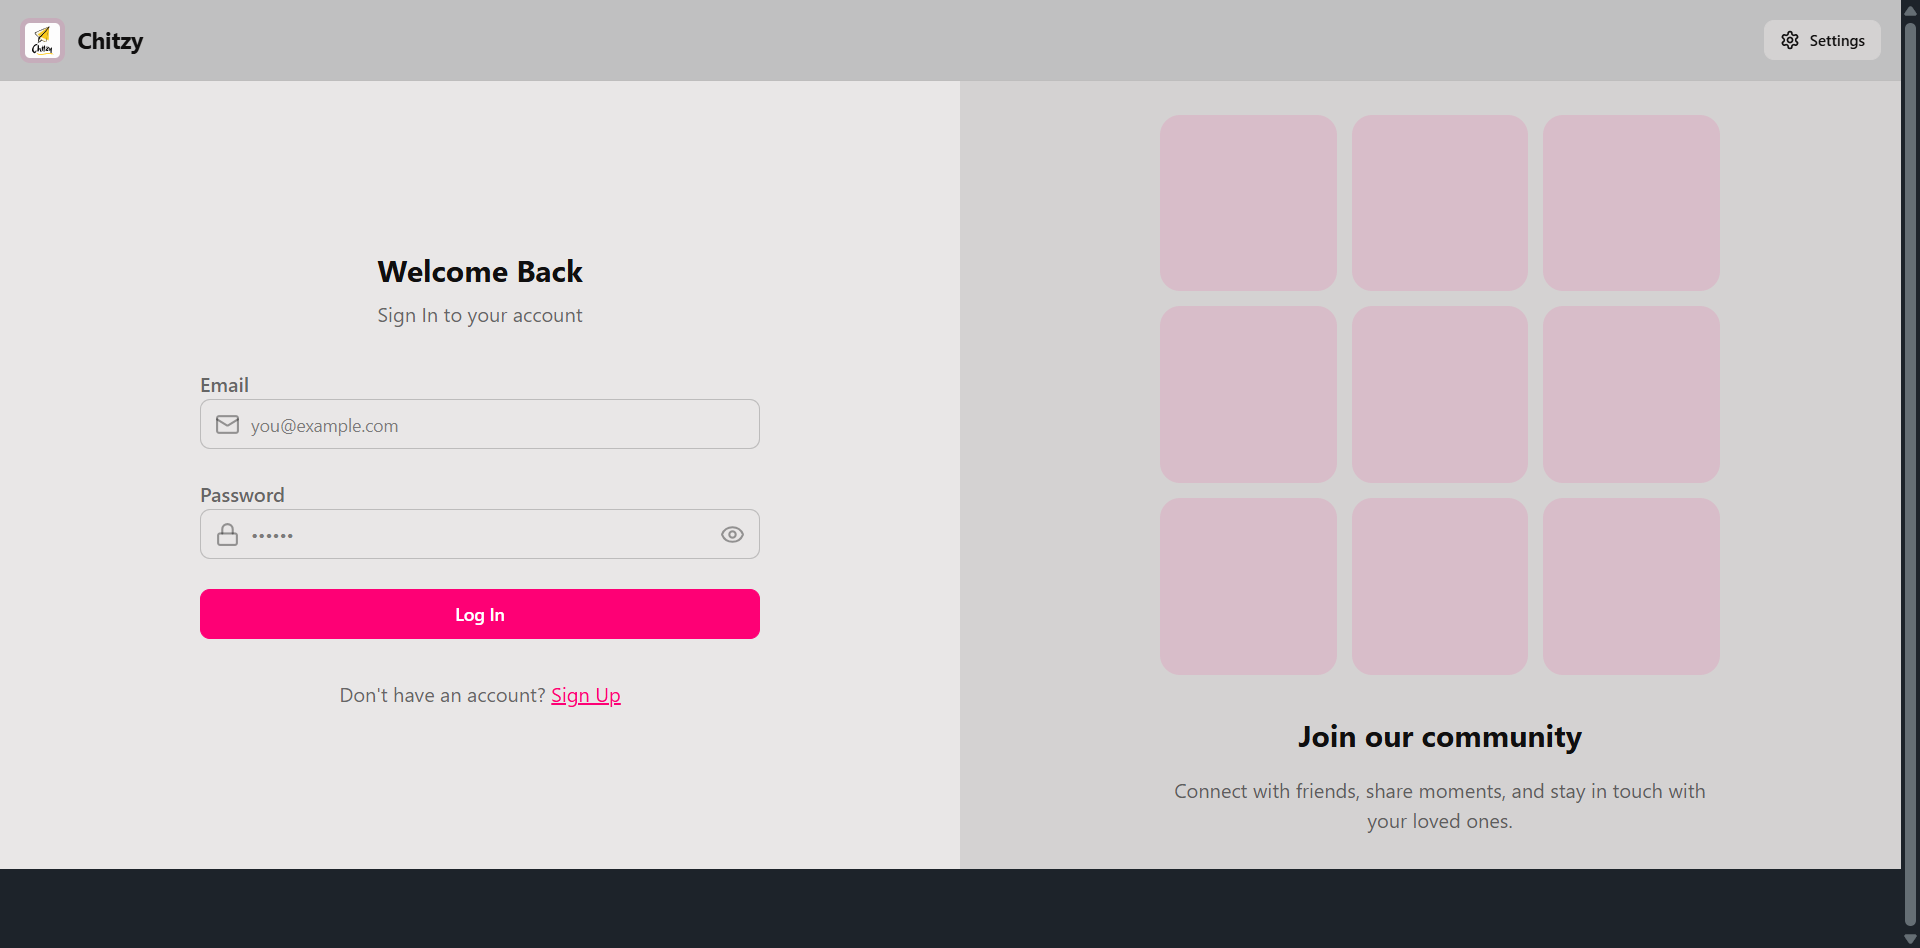 Chitzy
Chitzy
Settings
Welcome Back
Sign In to your account
Email
you@example.com
Password
••••••
Log In
Don't have an account? Sign Up
Join our community
Connect with friends, share moments, and stay in touch with
your loved ones.